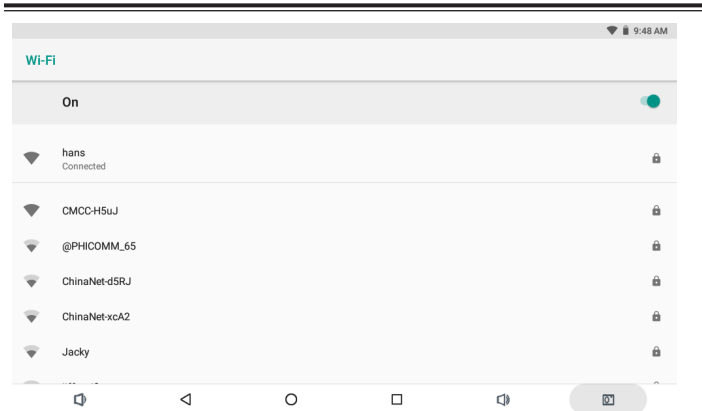 9:48 AM
Wi-Fi
On
hans
Connected
CMCC-H5uJ
@PHICOMM_65
ChinaNet-d5RJ
ChinaNet-xcA2
Jacky